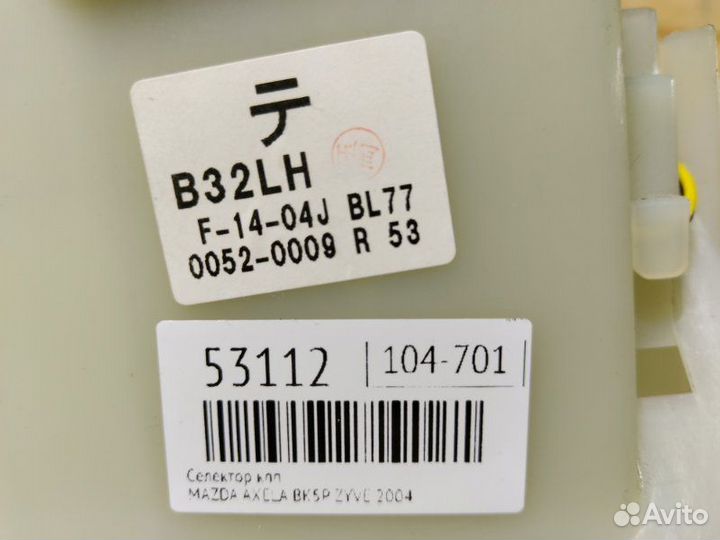 テ
B32LH
F-14-04J BL77
0052-0009 R 53
53112 104-701
Селектор кпп
MAZDA AXELA BK5P ZYVE 2004
Avito